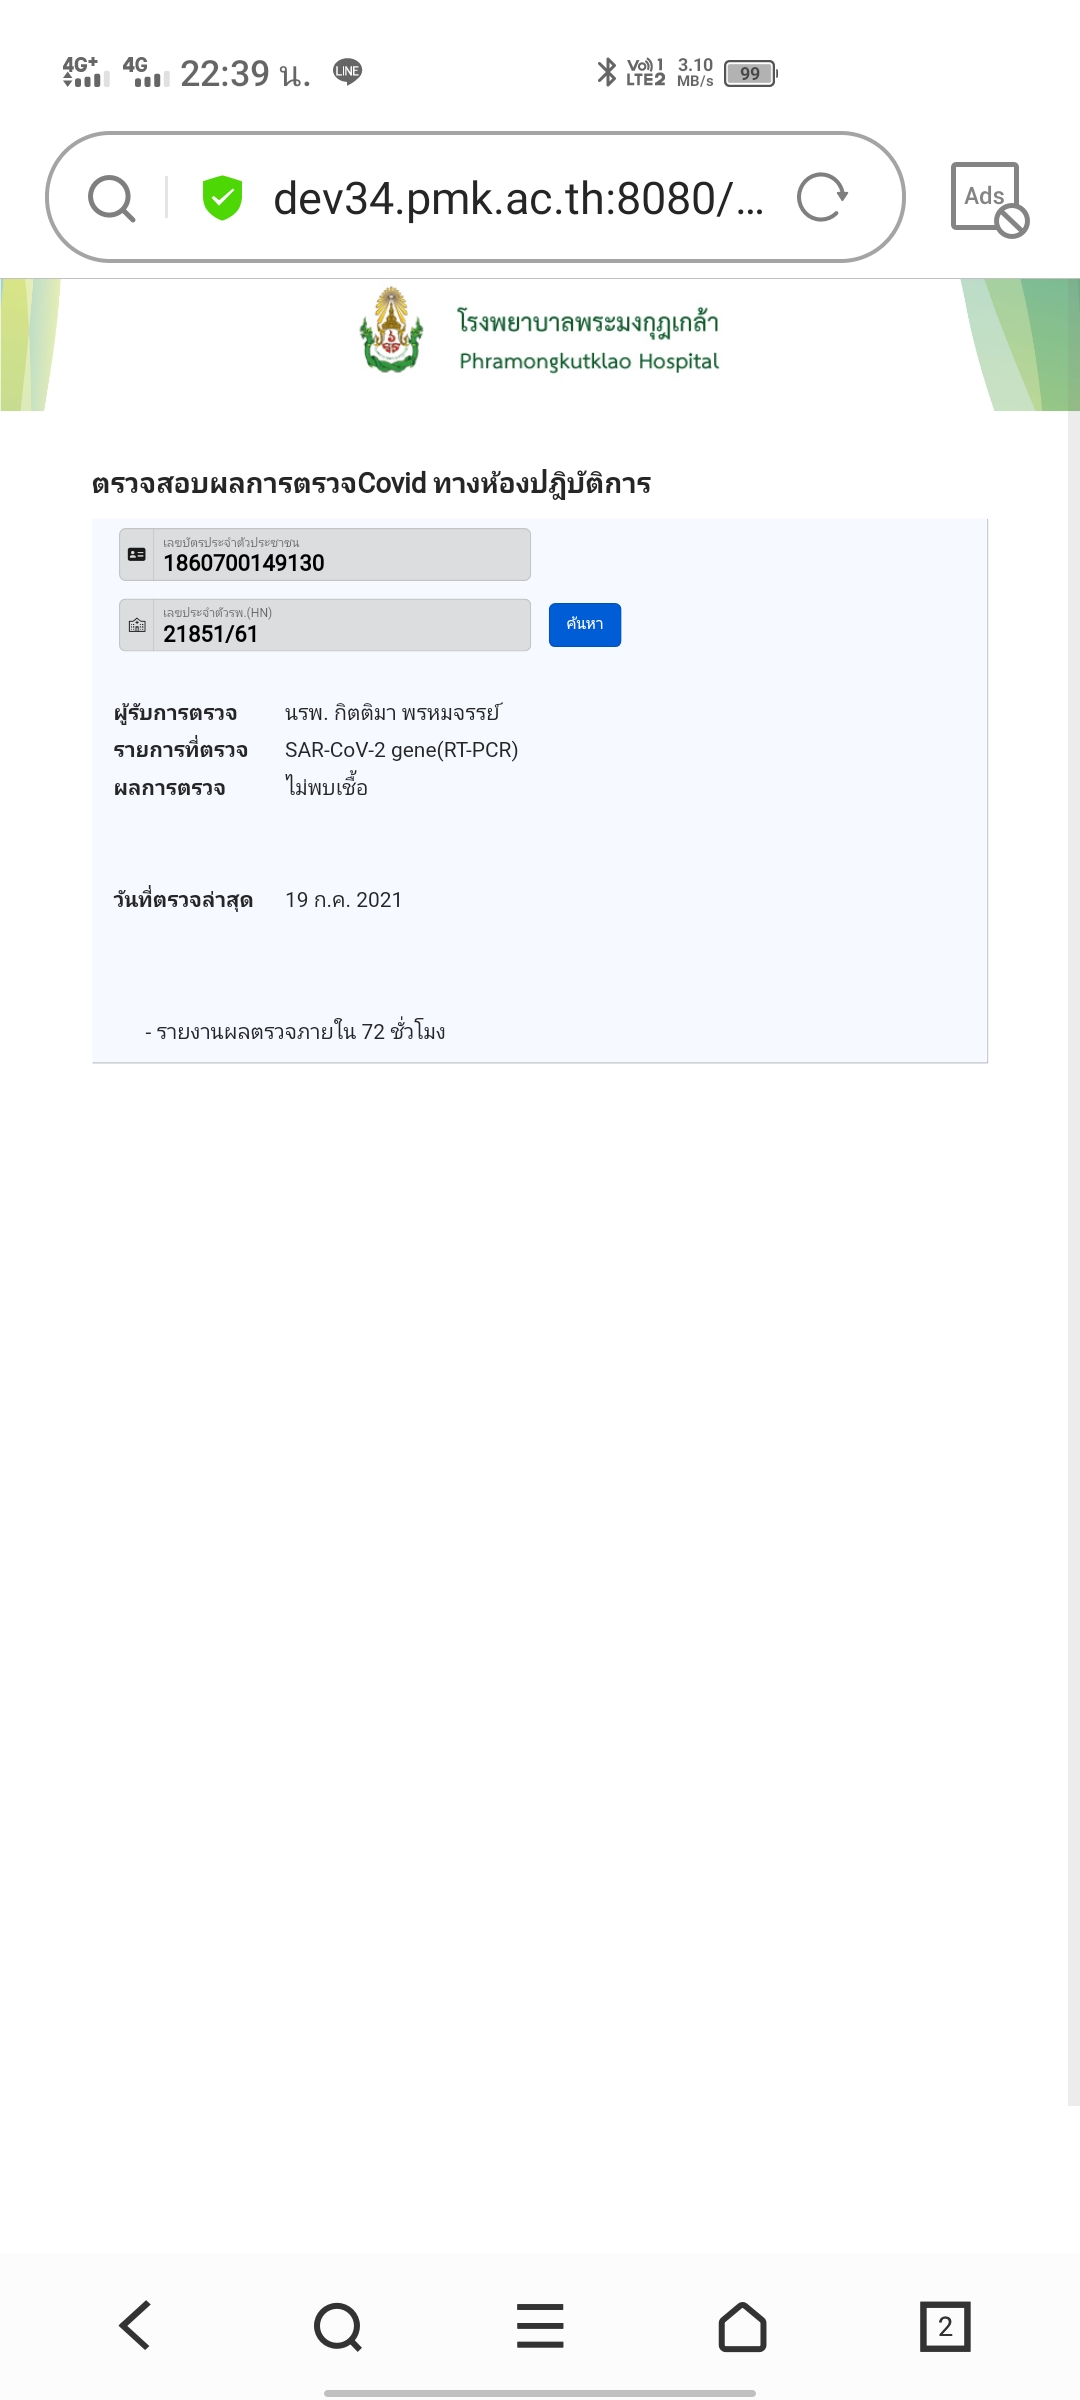 4G+ 4G 22:39 น. LINE Vo)) 1 LTE2 3.10 MB/s 99
dev34.pmk.ac.th:8080/... Ads
โรงพยาบาลพระมงกุฎเกล้า
Phramongkutklao Hospital
ตรวจสอบผลการตรวจCovid ทางห้องปฎิบัติการ
เลขบัตรประจำตัวประชาชน
1860700149130
เลขประจำตัวรพ.(HN)
21851/61
ค้นหา
ผู้รับการตรวจ นรพ. กิตติมา พรหมจรรย์
รายการที่ตรวจ SAR-CoV-2 gene(RT-PCR)
ผลการตรวจ ไม่พบเชื้อ
วันที่ตรวจล่าสุด 19 ก.ค. 2021
- รายงานผลตรวจภายใน 72 ชั่วโมง
2